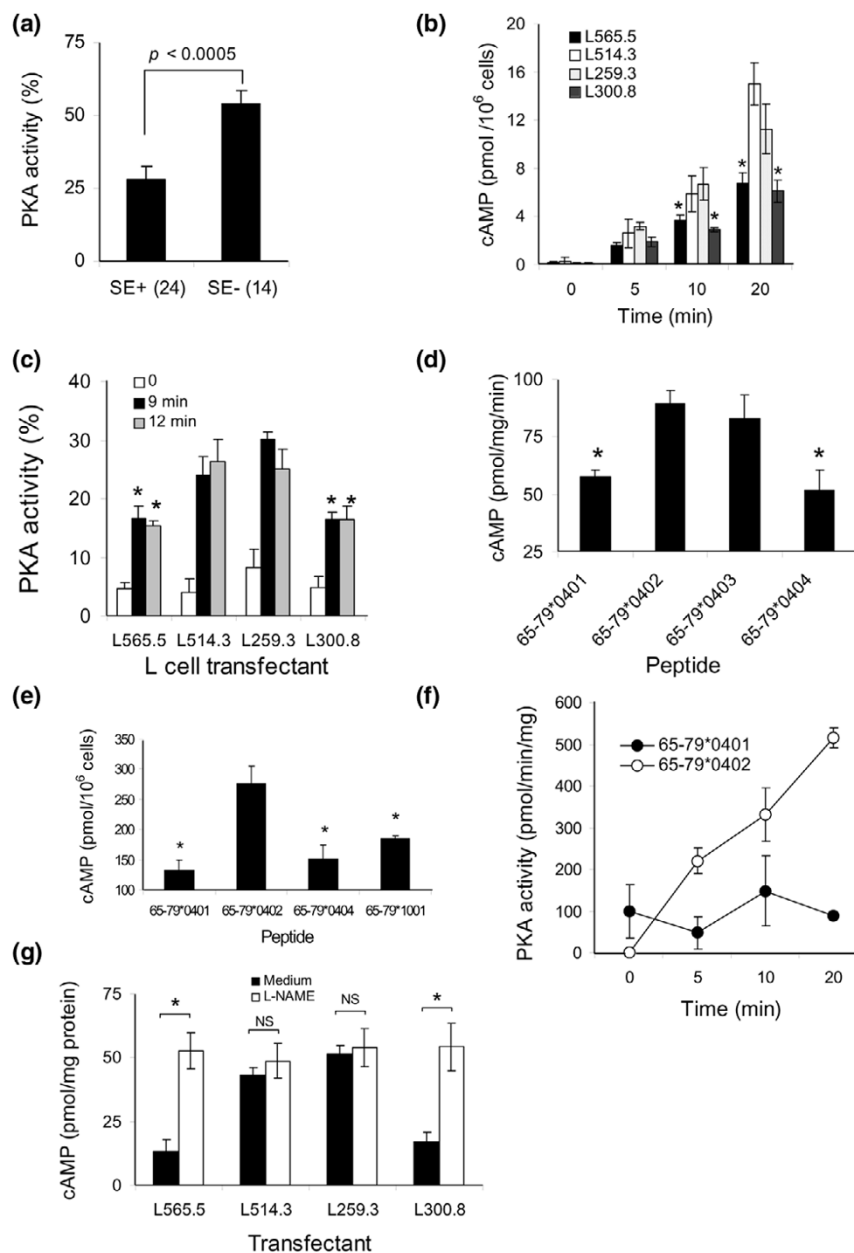 (a)
75
50
25
0
PKA activity (%)
p < 0.0005
SE+ (24) SE- (14)
(b)
L565.5
L514.3
L259.3
L300.8
20
16
12
8
4
0
cAMP (pmol /10⁶ cells)
* * * *
0 5 10 20
Time (min)
(c)
0
9 min
12 min
40
30
20
10
0
PKA activity (%)
* * * *
L565.5 L514.3 L259.3 L300.8
L cell transfectant
(d)
100
75
50
25
cAMP (pmol/mg/min)
* *
65-79*0401 65-79*0402 65-79*0403 65-79*0404
Peptide
(e)
350
300
250
200
150
100
cAMP (pmol/10⁶ cells)
* * *
65-79*0401 65-79*0402 65-79*0404 65-79*1001
Peptide
(f)
600
500
400
300
200
100
0
PKA activity (pmol/min/mg)
65-79*0401
65-79*0402
0 5 10 20
Time (min)
(g)
Medium
L-NAME
75
50
25
0
cAMP (pmol/mg protein)
* NS NS *
L565.5 L514.3 L259.3 L300.8
Transfectant